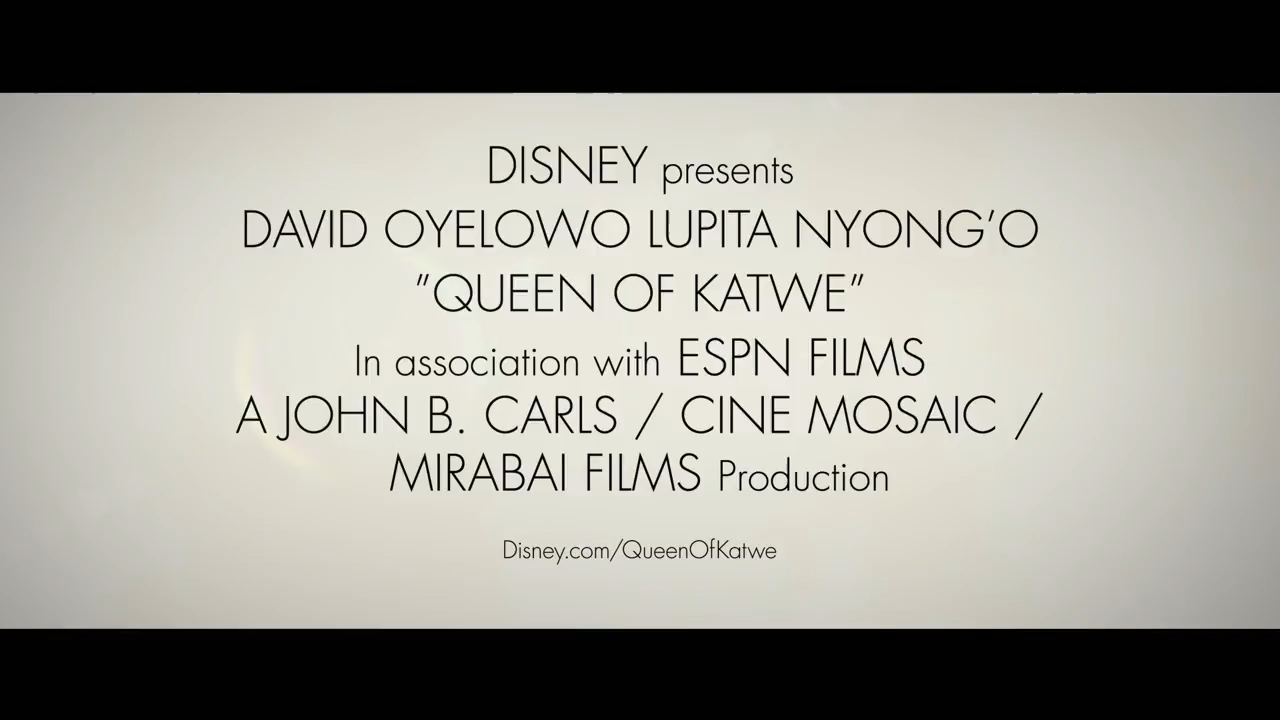 DISNEY presents
DAVID OYELOWO LUPITA NYONG’O
”QUEEN OF KATWE”
In association with ESPN FILMS
A JOHN B. CARLS / CINE MOSAIC /
MIRABAI FILMS Production
Disney.com/QueenOfKatwe